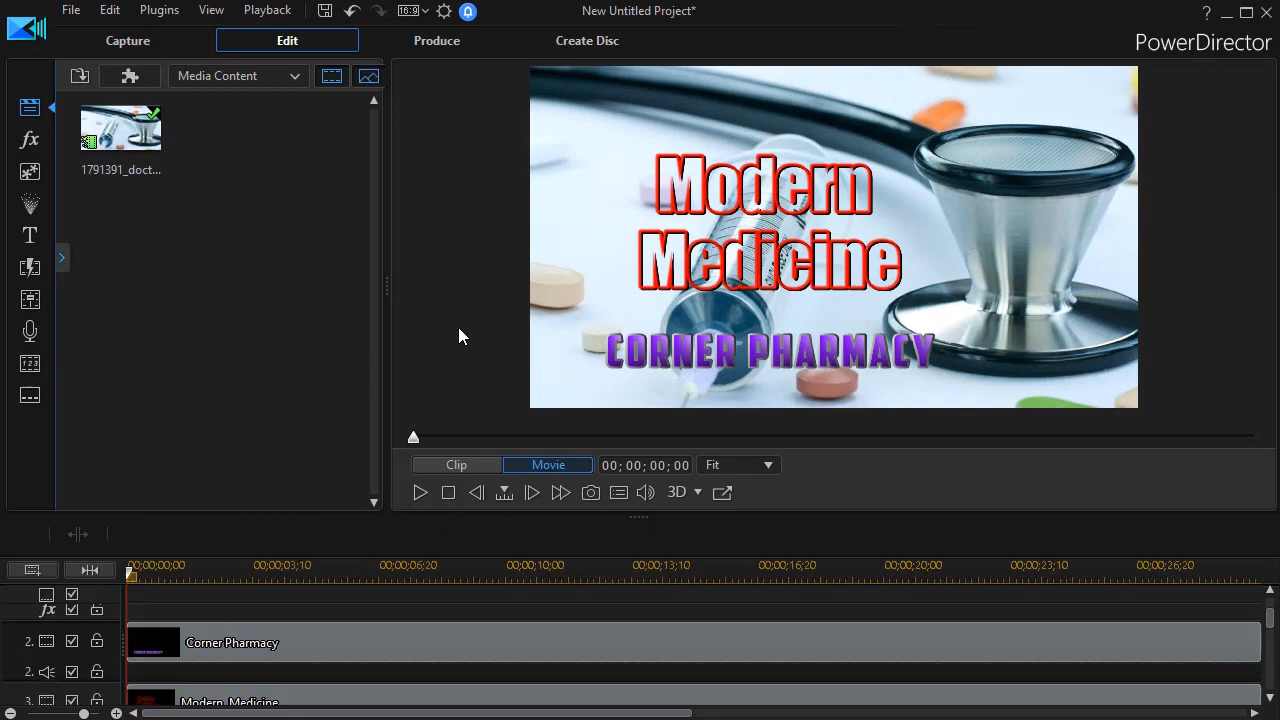 File Edit Plugins View Playback 16:9 New Untitled Project* ?
Capture Edit Produce Create Disc PowerDirector
Media Content
fx
1791391_doct...
T
Modern
Medicine
CORNER PHARMACY
Clip Movie 00;00;00;00 Fit
3D
00;00;00;00 00;00;03;10 00;00;06;20 00;00;10;00 00;00;13;10 00;00;16;20 00;00;20;00 00;00;23;10 00;00;26;20
fx
2. Corner Pharmacy
2.
3. Modern Medicine